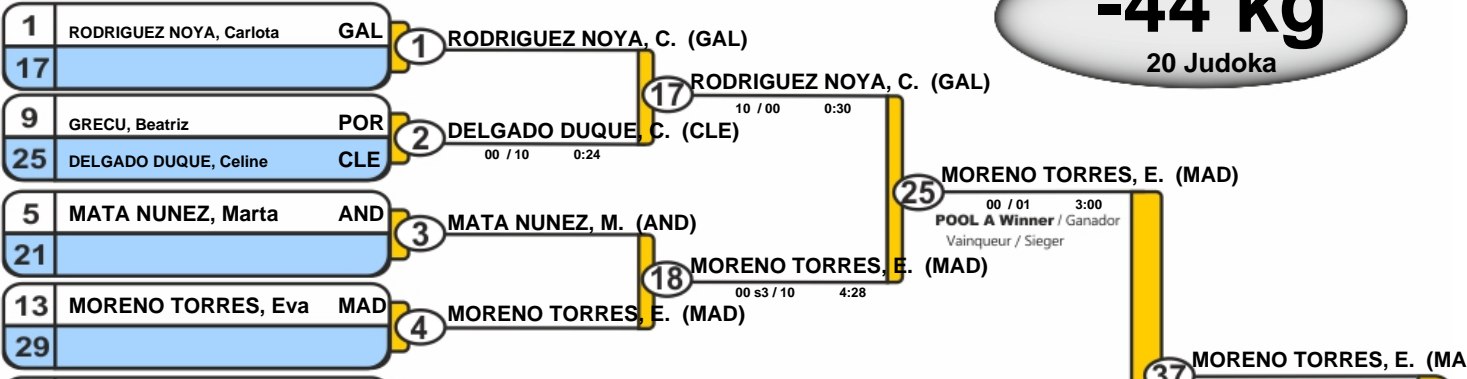 -44 kg
20 Judoka
1 RODRIGUEZ NOYA, Carlota GAL
17
9 GRECU, Beatriz POR
25 DELGADO DUQUE, Celine CLE
5 MATA NUNEZ, Marta AND
21
13 MORENO TORRES, Eva MAD
29
1 RODRIGUEZ NOYA, C. (GAL)
2 DELGADO DUQUE, C. (CLE)
00 / 10 0:24
3 MATA NUNEZ, M. (AND)
4 MORENO TORRES, E. (MAD)
17 RODRIGUEZ NOYA, C. (GAL)
10 / 00 0:30
18 MORENO TORRES, E. (MAD)
00 s3 / 10 4:28
25 MORENO TORRES, E. (MAD)
00 / 01 3:00
POOL A Winner / Ganador
Vainqueur / Sieger
37 MORENO TORRES, E. (MA